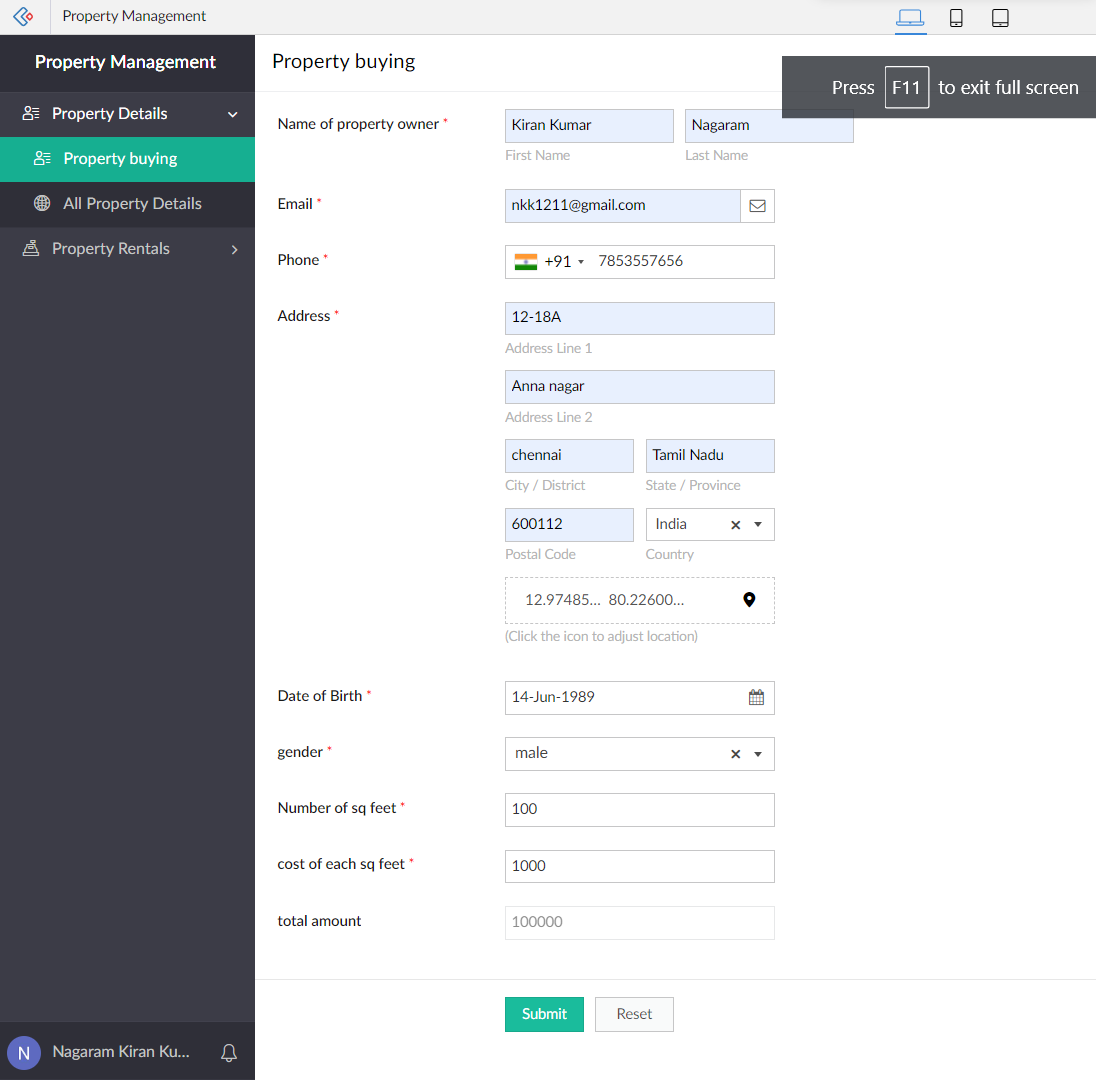 Property Management
Property Management
Property Details
Property buying
All Property Details
Property Rentals
N Nagaram Kiran Ku...
Property buying
Press F11 to exit full screen
Name of property owner * Kiran Kumar Nagaram
First Name Last Name
Email * nkk1211@gmail.com
Phone * +91 7853557656
Address * 12-18A
Address Line 1
Anna nagar
Address Line 2
chennai Tamil Nadu
City / District State / Province
600112 India
Postal Code Country
12.97485... 80.22600...
(Click the icon to adjust location)
Date of Birth * 14-Jun-1989
gender * male
Number of sq feet * 100
cost of each sq feet * 1000
total amount 100000
Submit Reset